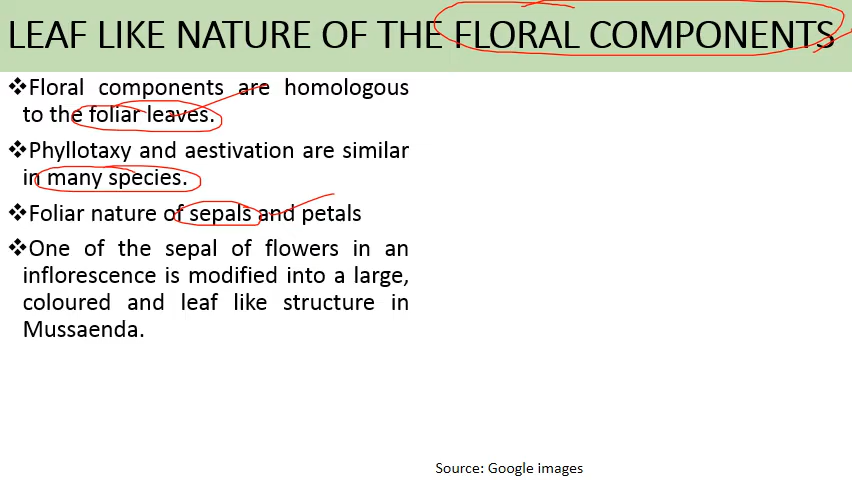 LEAF LIKE NATURE OF THE FLORAL COMPONENTS
❖Floral components are homologous
to the foliar leaves.
❖Phyllotaxy and aestivation are similar
in many species.
❖Foliar nature of sepals and petals
❖One of the sepal of flowers in an
inflorescence is modified into a large,
coloured and leaf like structure in
Mussaenda.
Source: Google images